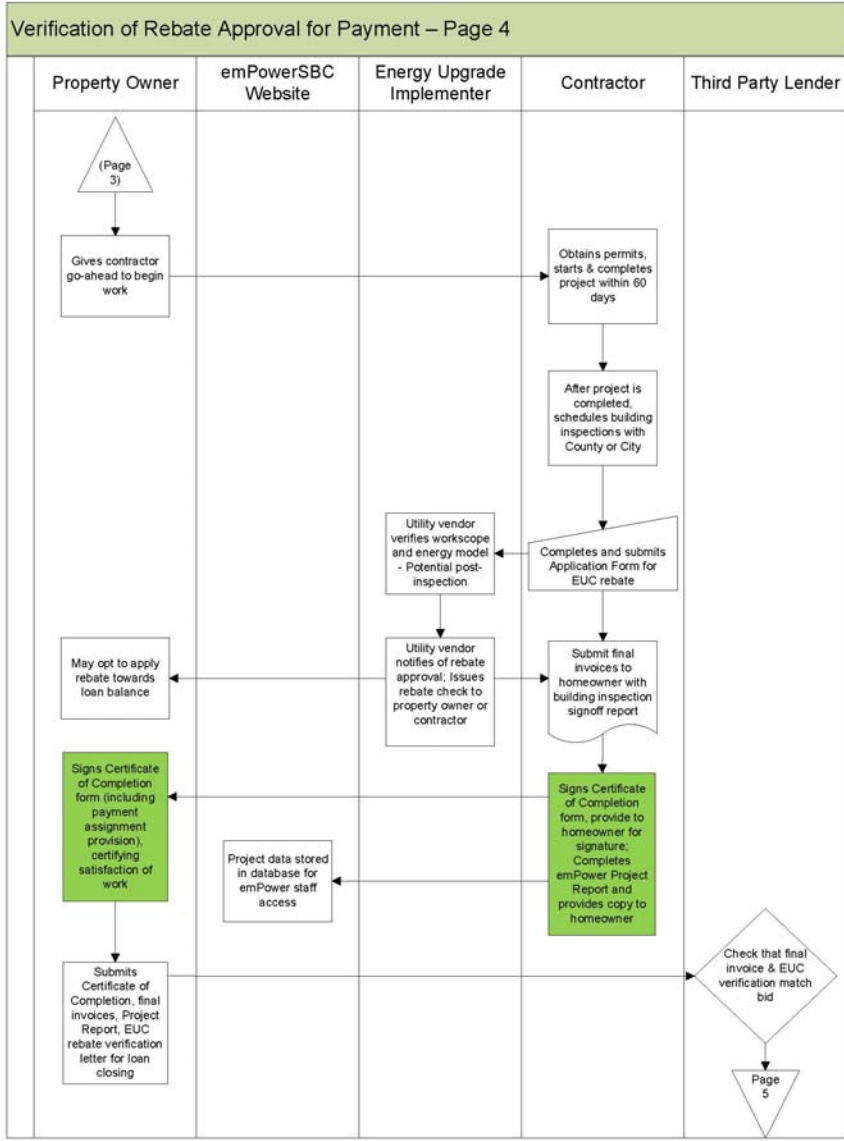 Verification of Rebate Approval for Payment – Page 4
Property Owner
emPowerSBC
Website
Energy Upgrade
Implementer
Contractor
Third Party Lender
(Page
3)
Gives contractor
go-ahead to begin
work
Obtains permits,
starts & completes
project within 60
days
After project is
completed,
schedules building
inspections with
County or City
Utility vendor
verifies workscope
and energy model
- Potential post-
inspection
Completes and submits
Application Form for
EUC rebate
May opt to apply
rebate towards
loan balance
Utility vendor
notifies of rebate
approval; Issues
rebate check to
property owner or
contractor
Submit final
invoices to
homeowner with
building inspection
signoff report
Signs Certificate
of Completion
form (including
payment
assignment
provision),
certifying
satisfaction of
work
Project data stored
in database for
emPower staff
access
Signs Certificate
of Completion
form, provide to
homeowner for
signature;
Completes
emPower Project
Report and
provides copy to
homeowner
Submits
Certificate of
Completion, final
invoices, Project
Report, EUC
rebate verification
letter for loan
closing
Check that final
invoice & EUC
verification match
bid
Page
5